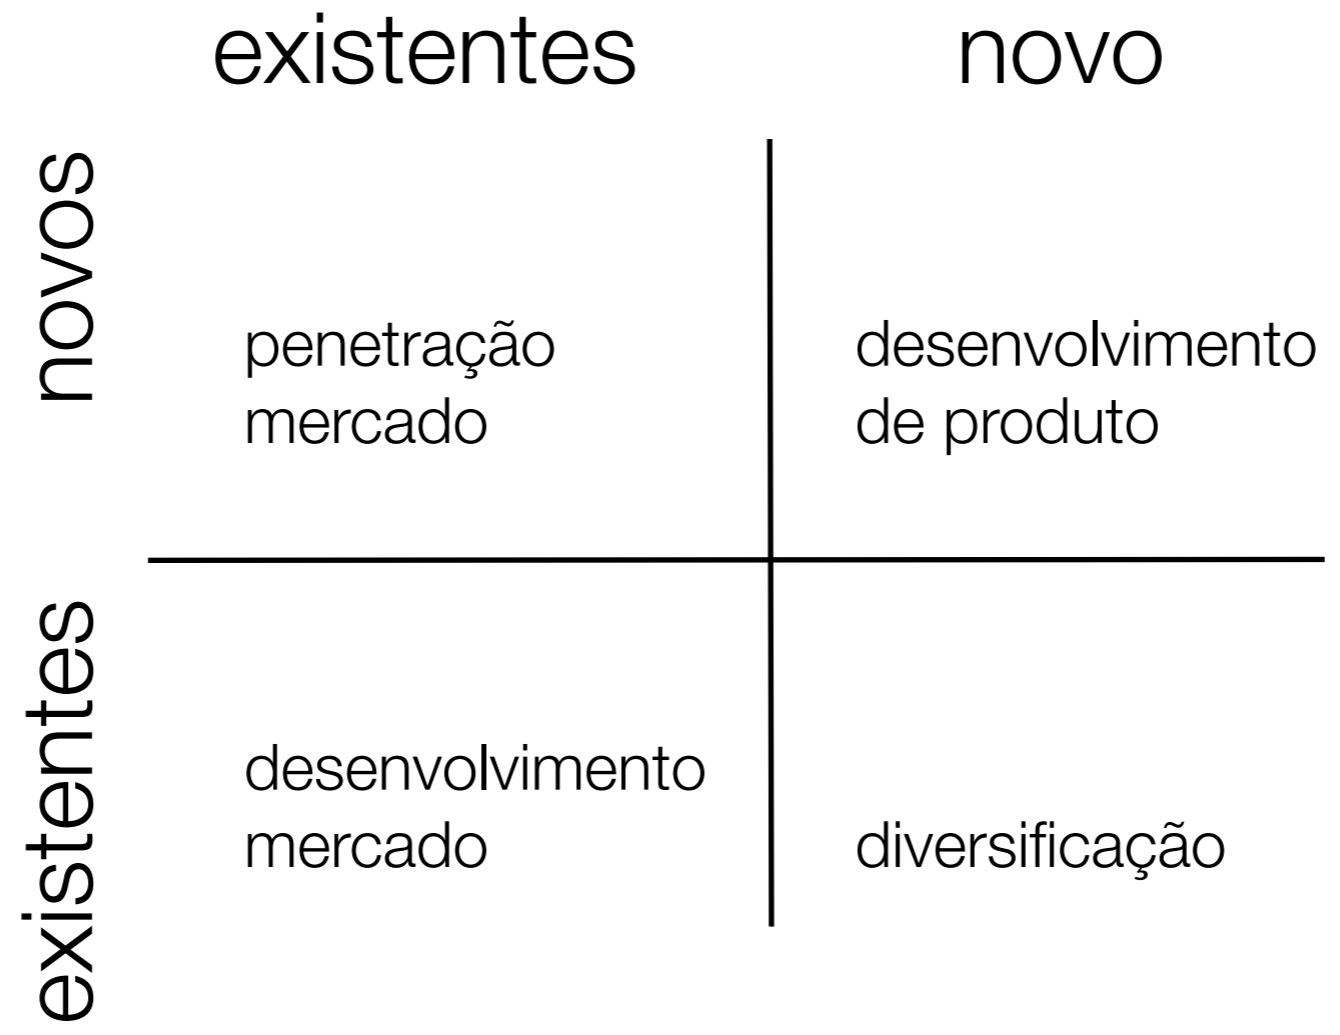 existentes novo
novos
penetração
mercado
desenvolvimento
de produto
existentes
desenvolvimento
mercado
diversificação